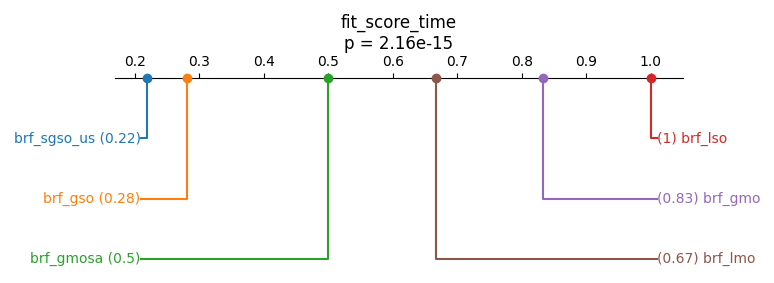 fit_score_time
p = 2.16e-15
0.2 0.3 0.4 0.5 0.6 0.7 0.8 0.9 1.0
brf_sgso_us (0.22) (1) brf_lso
brf_gso (0.28) (0.83) brf_gmo
brf_gmosa (0.5) (0.67) brf_lmo